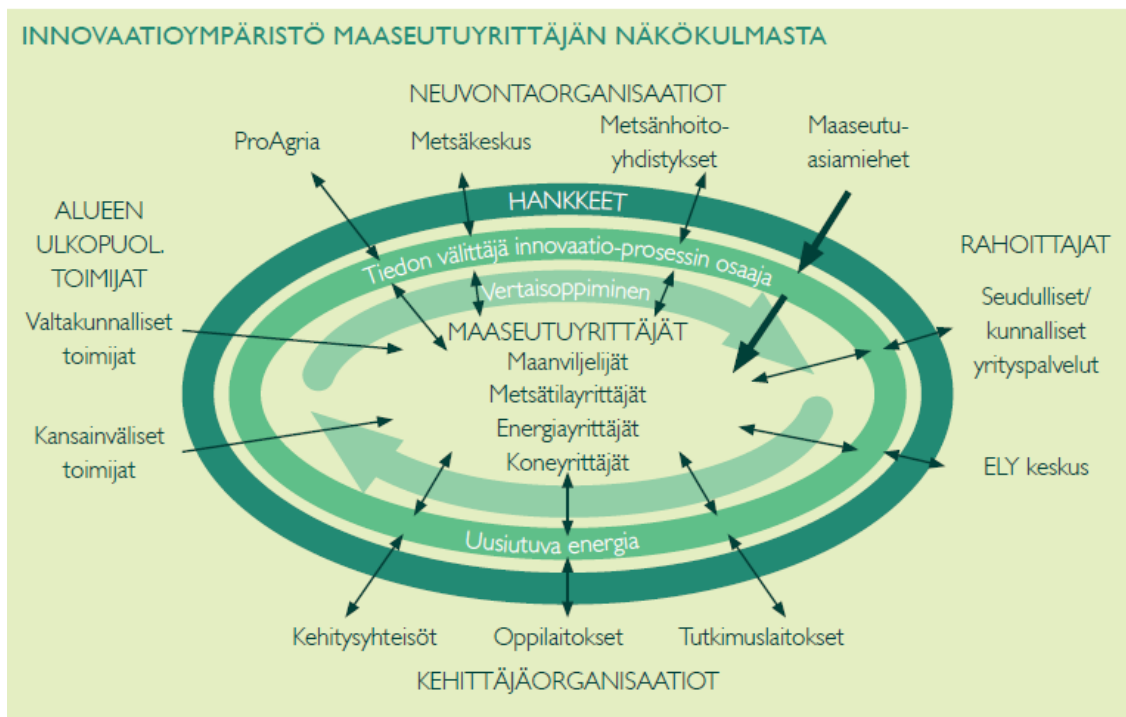 INNOVAATIOYMPÄRISTÖ MAASEUTUYRITTÄJÄN NÄKÖKULMASTA
NEUVONTAORGANISAATIOT
ProAgria
Metsäkeskus
Metsänhoito-
yhdistykset
Maaseutu-
asiamiehet
ALUEEN
ULKOPUOL.
TOIMIJAT
Valtakunnalliset
toimijat
Kansainväliset
toimijat
HANKKEET
Tiedon välittäjä innovaatio-prosessin osaaja
Vertaisoppiminen
MAASEUTUYRITTÄJÄT
Maanviljelijät
Metsätilayrittäjät
Energiayrittäjät
Koneyrittäjät
Uusiutuva energia
RAHOITTAJAT
Seudulliset/
kunnalliset
yrityspalvelut
ELY keskus
Kehitysyhteisöt
Oppilaitokset
Tutkimuslaitokset
KEHITTÄJÄORGANISAATIOT